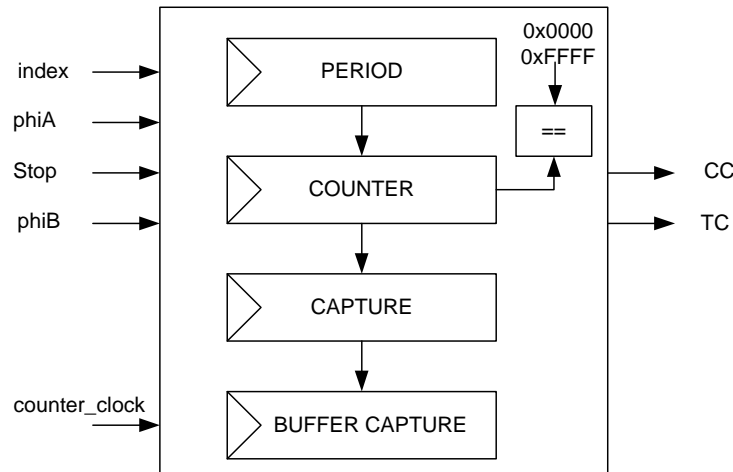 0x0000
0xFFFF
index
PERIOD
phiA
==
Stop
COUNTER
CC
phiB
TC
CAPTURE
counter_clock
BUFFER CAPTURE